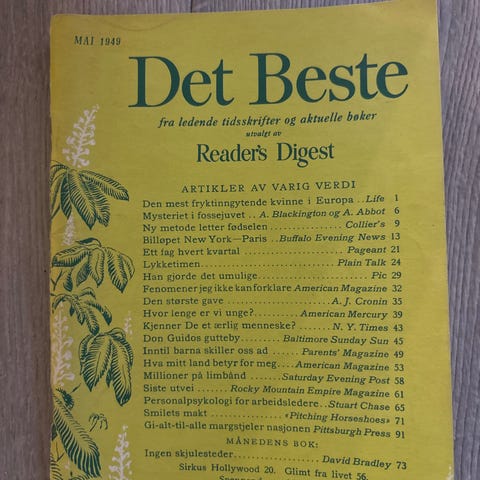 MAI 1949
Det Beste
fra ledende tidsskrifter og aktuelle bøker
utvalgt av
Reader's Digest
ARTIKLER AV VARIG VERDI
Den mest fryktinngytende kvinne i Europa .. Life 1
Mysteriet i fossejuvet .. A. Blackington og A. Abbot 6
Ny metode letter fødselen ........ Collier's 9
Billøpet New York—Paris .. Buffalo Evening News 13
Ett fag hvert kvartal ............ Pageant 21
Lykketimen ................ Plain Talk 24
Han gjorde det umulige ............ Pic 29
Fenomener jeg ikke kan forklare American Magazine 32
Den største gave ............ A. J. Cronin 35
Hvor lenge er vi unge? ........ American Mercury 39
Kjenner De et ærlig menneske? ...... N. Y. Times 43
Don Guidos gutteby ...... Baltimore Sunday Sun 45
Inntil barna skiller oss ad .... Parents' Magazine 49
Hva mitt land betyr for meg .... American Magazine 53
Millioner på limbånd .... Saturday Evening Post 58
Siste utvei ...... Rocky Mountain Empire Magazine 61
Personalpsykologi for arbeidsledere .. Stuart Chase 65
Smilets makt ............ «Pitching Horseshoes» 71
Gi-alt-til-alle margstjeler nasjonen Pittsburgh Press 91
MÅNEDENS BOK:
Ingen skjulesteder ............ David Bradley 73
Sirkus Hollywood 20. Glimt fra livet 56.